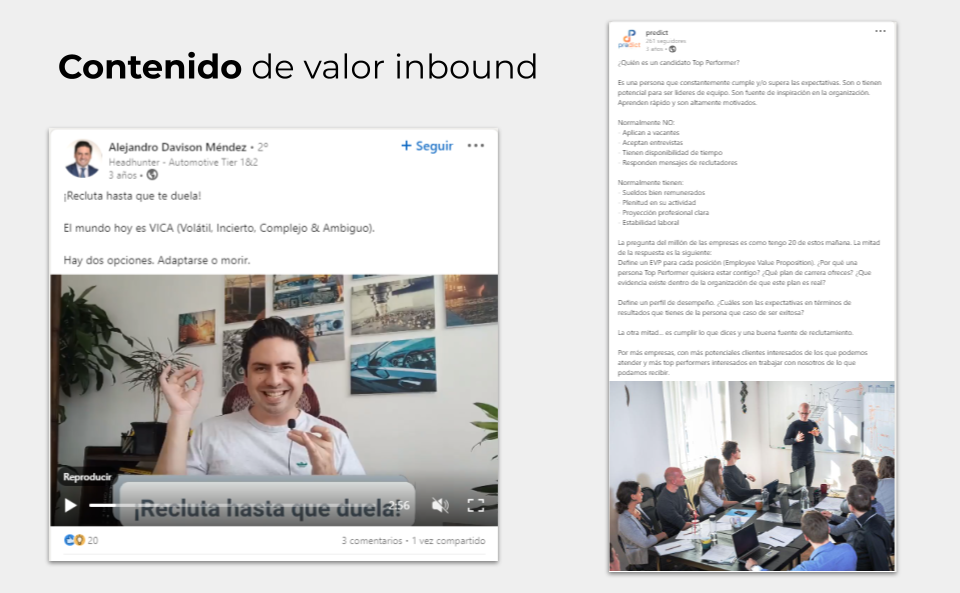 Contenido de valor inbound
Alejandro Davison Méndez • 2º
+ Seguir
Headhunter - Automotive Tier 1&2
3 años •
¡Recluta hasta que te duela!
El mundo hoy es VICA (Volátil, Incierto, Complejo & Ambiguo).
Hay dos opciones. Adaptarse o morir.
Reproducir
¡Recluta hasta que duela!
2:56
20
3 comentarios • 1 vez compartido
predict
predict
267 seguidores
3 años •
¿Quién es un candidato Top Performer?
Es una persona que constantemente cumple y/o supera las expectativas. Son o tienen
potencial para ser líderes de equipo. Son fuente de inspiración en la organización.
Aprenden rápido y son altamente motivados.
Normalmente NO:
· Aplican a vacantes
· Aceptan entrevistas
· Tienen disponibilidad de tiempo
· Responden mensajes de reclutadores
Normalmente tienen:
· Sueldos bien remunerados
· Plenitud en su actividad
· Proyección profesional clara
· Estabilidad laboral
La pregunta del millón de las empresas es como tengo 20 de estos mañana. La mitad
de la respuesta es la siguiente:
Define un EVP para cada posición (Employee Value Proposition). ¿Por qué una
persona Top Performer quisiera estar contigo? ¿Qué plan de carrera ofreces? ¿Que
evidencia existe dentro de la organización de que este plan es real?
Define un perfil de desempeño. ¿Cuáles son las expectativas en términos de
resultados que tienes de la persona que caso de ser exitosa?
La otra mitad... es cumplir lo que dices y una buena fuente de reclutamiento.
Por más empresas, con más potenciales clientes interesados de los que podemos
atender y más top performers interesados en trabajar con nosotros de lo que
podamos recibir.